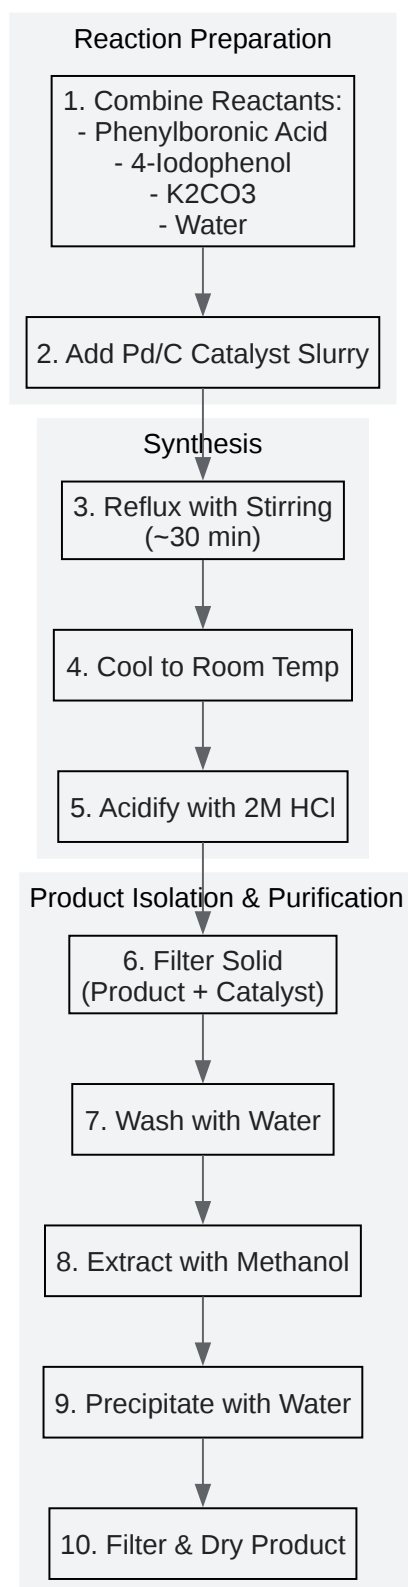 Reaction Preparation
1. Combine Reactants:
- Phenylboronic Acid
- 4-Iodophenol
- K2CO3
- Water
2. Add Pd/C Catalyst Slurry
Synthesis
3. Reflux with Stirring
(~30 min)
4. Cool to Room Temp
5. Acidify with 2M HCl
Product Isolation & Purification
6. Filter Solid
(Product + Catalyst)
7. Wash with Water
8. Extract with Methanol
9. Precipitate with Water
10. Filter & Dry Product